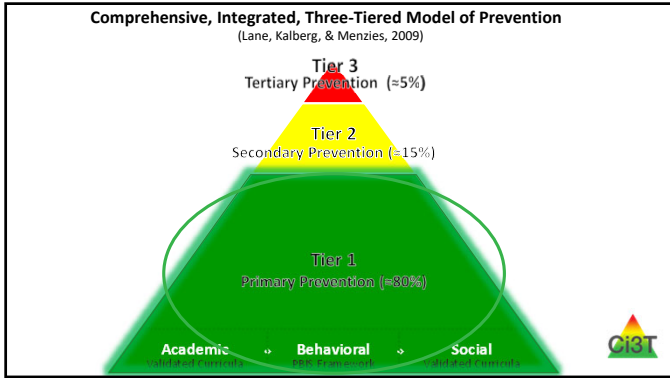 Comprehensive, Integrated, Three-Tiered Model of Prevention
(Lane, Kalberg, & Menzies, 2009)
Tier 3
Tertiary Prevention (≈5%)
Tier 2
Secondary Prevention (≈15%)
Tier 1
Primary Prevention (≈80%)
Academic ◇ Behavioral ◇ Social
Validated Curricula PBIS Framework Validated Curricula
Ci3T